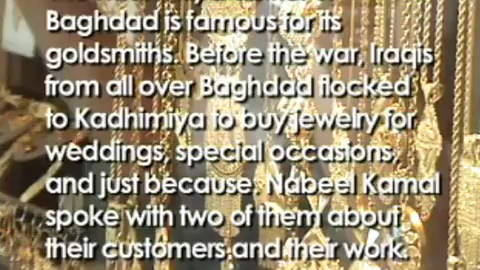 Baghdad is famous for its
goldsmiths. Before the war, Iraqis
from all over Baghdad flocked
to Kadhimiya to buy jewelry for
weddings, special occasions,
and just because. Nabeel Kamal
spoke with two of them about
their customers and their work.